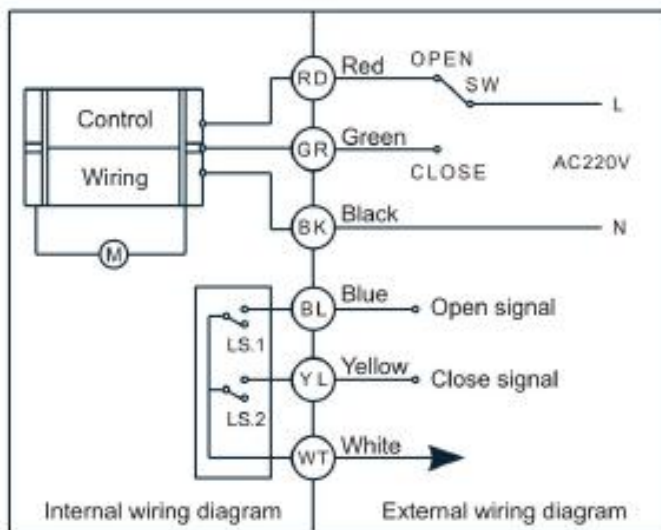 RD Red OPEN
SW
L
Control
GR Green
CLOSE
AC220V
Wiring
BK Black N
M
BL Blue Open signal
LS.1
YL Yellow Close signal
LS.2
WT White
Internal wiring diagram
External wiring diagram